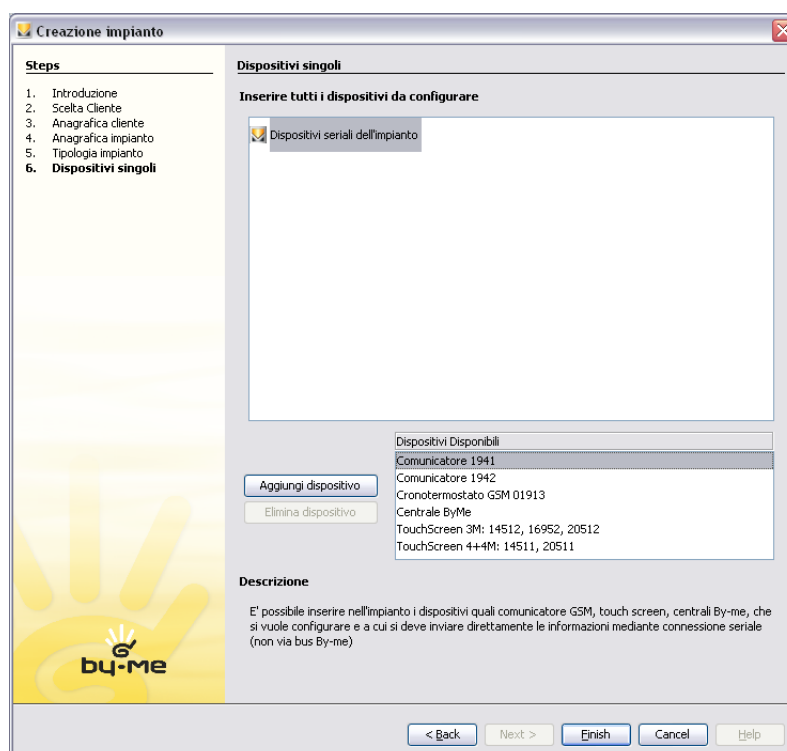 Creazione impianto
Steps
1. Introduzione
2. Scelta Cliente
3. Anagrafica cliente
4. Anagrafica impianto
5. Tipologia impianto
6. Dispositivi singoli
by-me
Dispositivi singoli
Inserire tutti i dispositivi da configurare
Dispositivi seriali dell'impianto
Dispositivi Disponibili
Comunicatore 1941
Comunicatore 1942
Cronotermostato GSM 01913
Centrale ByMe
TouchScreen 3M: 14512, 16952, 20512
TouchScreen 4+4M: 14511, 20511
Aggiungi dispositivo
Elimina dispositivo
Descrizione
E' possibile inserire nell'impianto i dispositivi quali comunicatore GSM, touch screen, centrali By-me, che
si vuole configurare e a cui si deve inviare direttamente le informazioni mediante connessione seriale
(non via bus By-me)
< Back
Next >
Finish
Cancel
Help